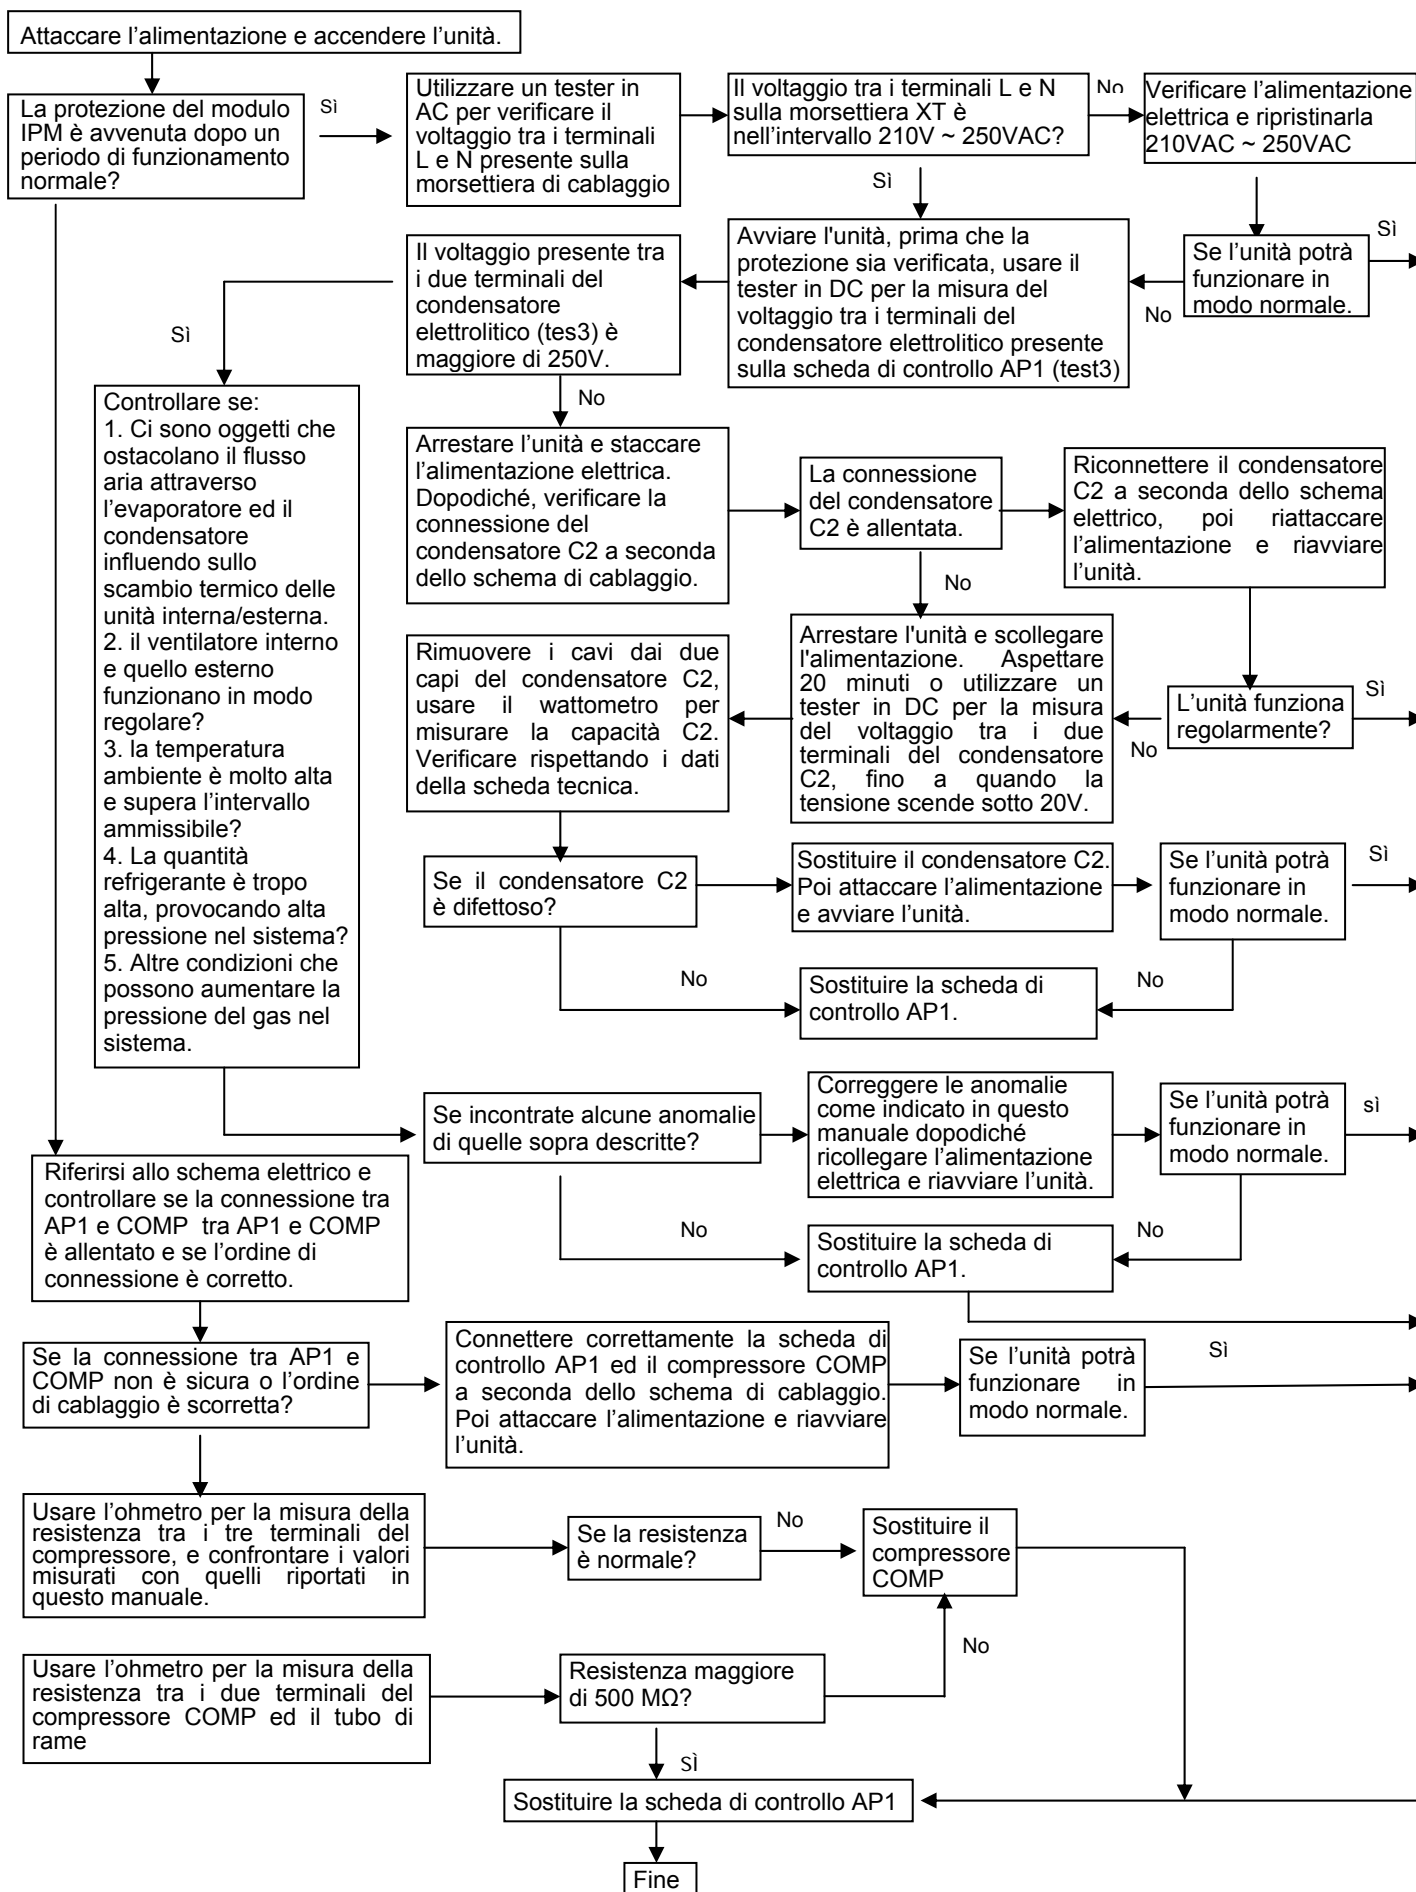 Attaccare l’alimentazione e accendere l’unità.
La protezione del modulo
IPM è avvenuta dopo un
periodo di funzionamento
normale?
Sì
Utilizzare un tester in
AC per verificare il
voltaggio tra i terminali
L e N presente sulla
morsettiera di cablaggio
Il voltaggio tra i terminali L e N
sulla morsettiera XT è
nell’intervallo 210V ~ 250VAC?
No
Verificare l’alimentazione
elettrica e ripristinarla
210VAC ~ 250VAC
Sì
Se l’unità potrà
funzionare in
modo normale.
Sì
No
Avviare l'unità, prima che la
protezione sia verificata, usare il
tester in DC per la misura del
voltaggio tra i terminali del
condensatore elettrolitico presente
sulla scheda di controllo AP1 (test3)
Il voltaggio presente tra
i due terminali del
condensatore
elettrolitico (tes3) è
maggiore di 250V.
Sì
No
Controllare se:
1. Ci sono oggetti che
ostacolano il flusso
aria attraverso
l’evaporatore ed il
condensatore
influendo sullo
scambio termico delle
unità interna/esterna.
2. il ventilatore interno
e quello esterno
funzionano in modo
regolare?
3. la temperatura
ambiente è molto alta
e supera l’intervallo
ammissibile?
4. La quantità
refrigerante è tropo
alta, provocando alta
pressione nel sistema?
5. Altre condizioni che
possono aumentare la
pressione del gas nel
sistema.
Arrestare l’unità e staccare
l’alimentazione elettrica.
Dopodiché, verificare la
connessione del
condensatore C2 a seconda
dello schema di cablaggio.
La connessione
del condensatore
C2 è allentata.
Riconnettere il condensatore
C2 a seconda dello schema
elettrico, poi riattaccare
l’alimentazione e riavviare
l’unità.
No
Rimuovere i cavi dai due
capi del condensatore C2,
usare il wattometro per
misurare la capacità C2.
Verificare rispettando i dati
della scheda tecnica.
Arrestare l'unità e scollegare
l'alimentazione. Aspettare
20 minuti o utilizzare un
tester in DC per la misura
del voltaggio tra i due
terminali del condensatore
C2, fino a quando la
tensione scende sotto 20V.
L’unità funziona
regolarmente?
Sì
No
Se il condensatore C2
è difettoso?
Sostituire il condensatore C2.
Poi attaccare l’alimentazione
e avviare l’unità.
Se l’unità potrà
funzionare in
modo normale.
Sì
No
Sostituire la scheda di
controllo AP1.
No
Se incontrate alcune anomalie
di quelle sopra descritte?
Correggere le anomalie
come indicato in questo
manuale dopodiché
ricollegare l’alimentazione
elettrica e riavviare l’unità.
Se l’unità potrà
funzionare in
modo normale.
sì
No
Sostituire la scheda di
controllo AP1.
No
Riferirsi allo schema elettrico e
controllare se la connessione tra
AP1 e COMP tra AP1 e COMP
è allentato e se l’ordine di
connessione è corretto.
Se la connessione tra AP1 e
COMP non è sicura o l’ordine
di cablaggio è scorretta?
Connettere correttamente la scheda di
controllo AP1 ed il compressore COMP
a seconda dello schema di cablaggio.
Poi attaccare l’alimentazione e riavviare
l’unità.
Se l’unità potrà
funzionare in
modo normale.
Sì
Usare l’ohmetro per la misura della
resistenza tra i tre terminali del
compressore, e confrontare i valori
misurati con quelli riportati in
questo manuale.
Se la resistenza
è normale?
No
Sostituire il
compressore
COMP
Usare l’ohmetro per la misura della
resistenza tra i due terminali del
compressore COMP ed il tubo di
rame
Resistenza maggiore
di 500 MΩ?
No
SÌ
Sostituire la scheda di controllo AP1
Fine